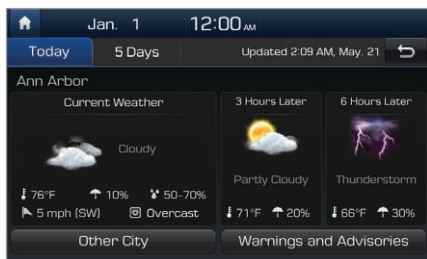 Jan. 1 12:00 AM
Today 5 Days Updated 2:09 AM, May. 21
Ann Arbor
Current Weather
Cloudy
76°F 10% 50-70%
5 mph (SW) Overcast
3 Hours Later
Partly Cloudy
71°F 20%
6 Hours Later
Thunderstorm
66°F 30%
Other City Warnings and Advisories